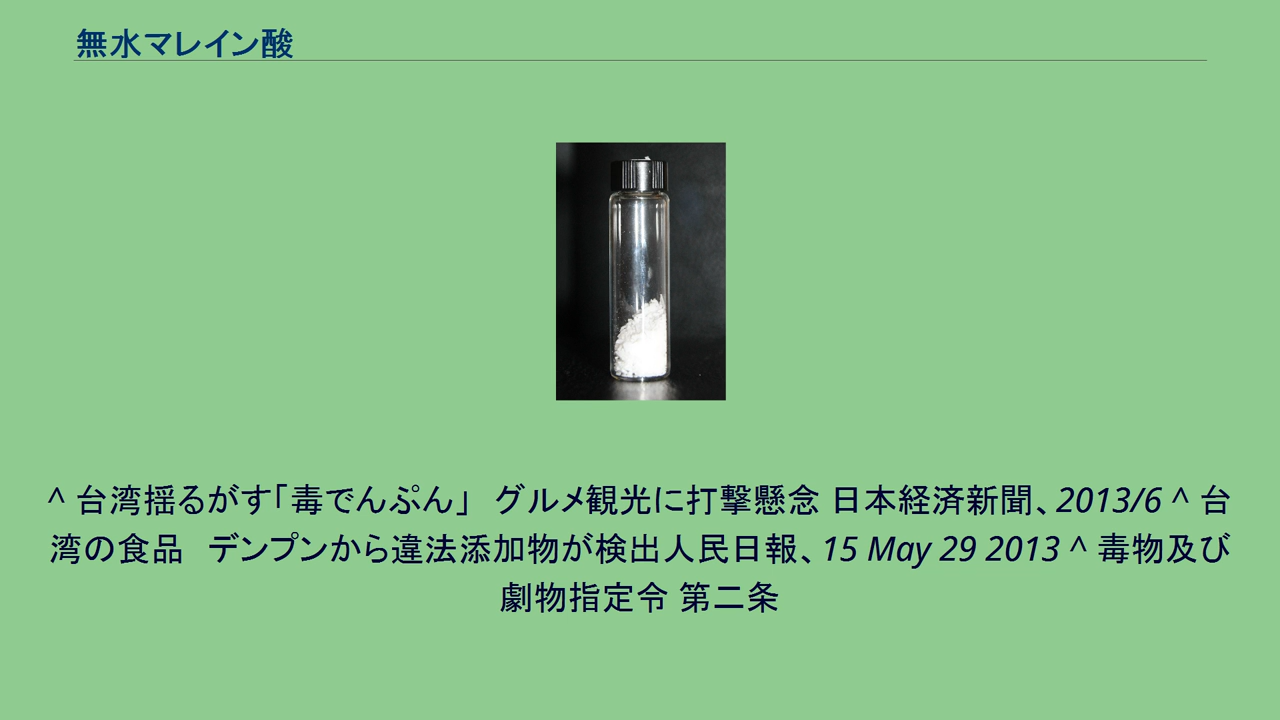 無水マレイン酸
^ 台湾揺るがす「毒でんぷん」 グルメ観光に打撃懸念 日本経済新聞、2013/6 ^ 台
湾の食品　デンプンから違法添加物が検出人民日報、15 May 29 2013 ^ 毒物及び
劇物指定令 第二条